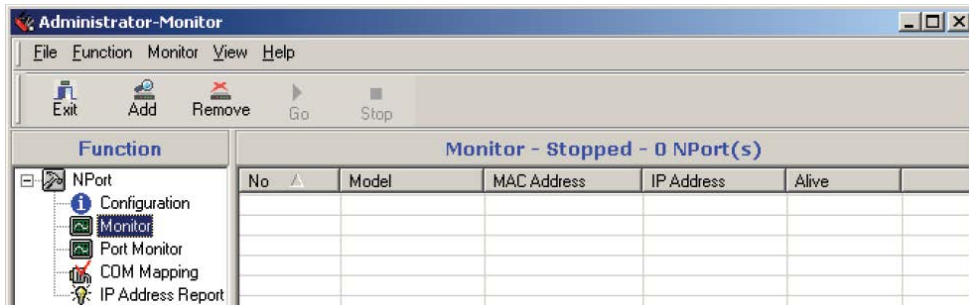 Administrator-Monitor
File Function Monitor View Help
Exit Add Remove Go Stop
Function
Monitor - Stopped - 0 NPort(s)
NPort
Configuration
Monitor
Port Monitor
COM Mapping
IP Address Report
No Model MAC Address IP Address Alive